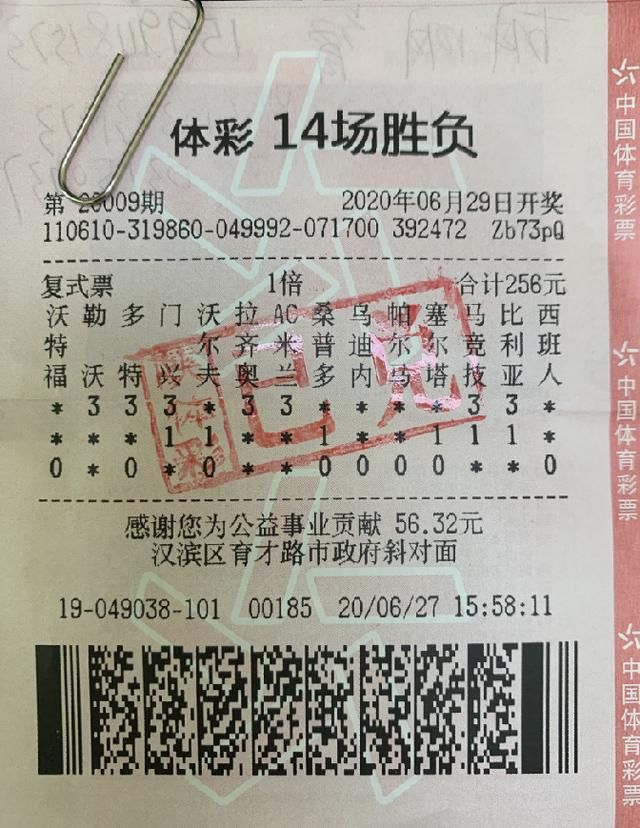 体彩 14场胜负
第 20009期 2020年06月29日开奖
110610-319860-049992-071700 392472 Zb73pQ
复式票 1倍 合计256元
沃 勒 多 门 沃 拉 AC 桑 乌 帕 塞 马 比 西
特 尔 齐 米 普 迪 尔 尔 克 利 班
福 沃 特 兴 夫 奥 兰 多 内 马 塔 技 亚 人
* 3 3 3 * 3 3 * * * * 3 3 *
* * * 1 1 * * 1 * * 1 1 1 *
0 * 0 * 0 * * 0 0 0 0 * * 0
已兑
感谢您为公益事业贡献 56.32元
汉滨区育才路市政府斜对面
19-049038-101 00185 20/06/27 15:58:11
中国体育彩票
中国体育彩票
中国体育彩票